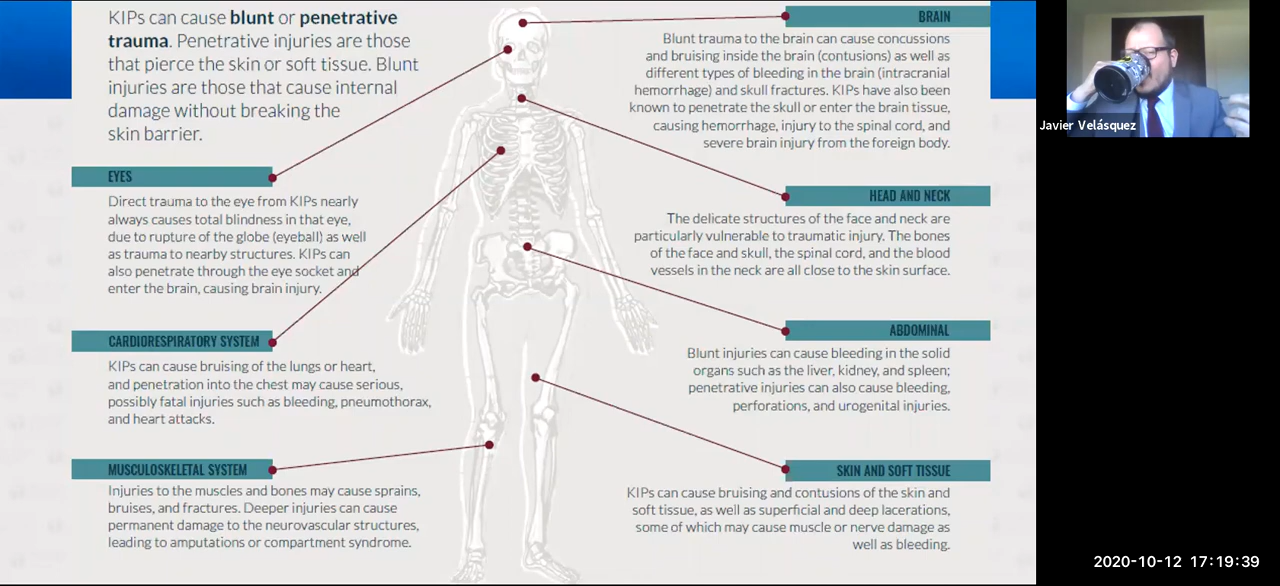 KIPs can cause blunt or penetrative
trauma. Penetrative injuries are those
that pierce the skin or soft tissue. Blunt
injuries are those that cause internal
damage without breaking the
skin barrier.
EYES
Direct trauma to the eye from KIPs nearly
always causes total blindness in that eye,
due to rupture of the globe (eyeball) as well
as trauma to nearby structures. KIPs can
also penetrate through the eye socket and
enter the brain, causing brain injury.
CARDIORESPIRATORY SYSTEM
KIPs can cause bruising of the lungs or heart,
and penetration into the chest may cause serious,
possibly fatal injuries such as bleeding, pneumothorax,
and heart attacks.
MUSCULOSKELETAL SYSTEM
Injuries to the muscles and bones may cause sprains,
bruises, and fractures. Deeper injuries can cause
permanent damage to the neurovascular structures,
leading to amputations or compartment syndrome.
BRAIN
Blunt trauma to the brain can cause concussions
and bruising inside the brain (contusions) as well as
different types of bleeding in the brain (intracranial
hemorrhage) and skull fractures. KIPs have also been
known to penetrate the skull or enter the brain tissue,
causing hemorrhage, injury to the spinal cord, and
severe brain injury from the foreign body.
HEAD AND NECK
The delicate structures of the face and neck are
particularly vulnerable to traumatic injury. The bones
of the face and skull, the spinal cord, and the blood
vessels in the neck are all close to the skin surface.
ABDOMINAL
Blunt injuries can cause bleeding in the solid
organs such as the liver, kidney, and spleen;
penetrative injuries can also cause bleeding,
perforations, and urogenital injuries.
SKIN AND SOFT TISSUE
KIPs can cause bruising and contusions of the skin and
soft tissue, as well as superficial and deep lacerations,
some of which may cause muscle or nerve damage as
well as bleeding.
Javier Velásquez
2020-10-12 17:19:39